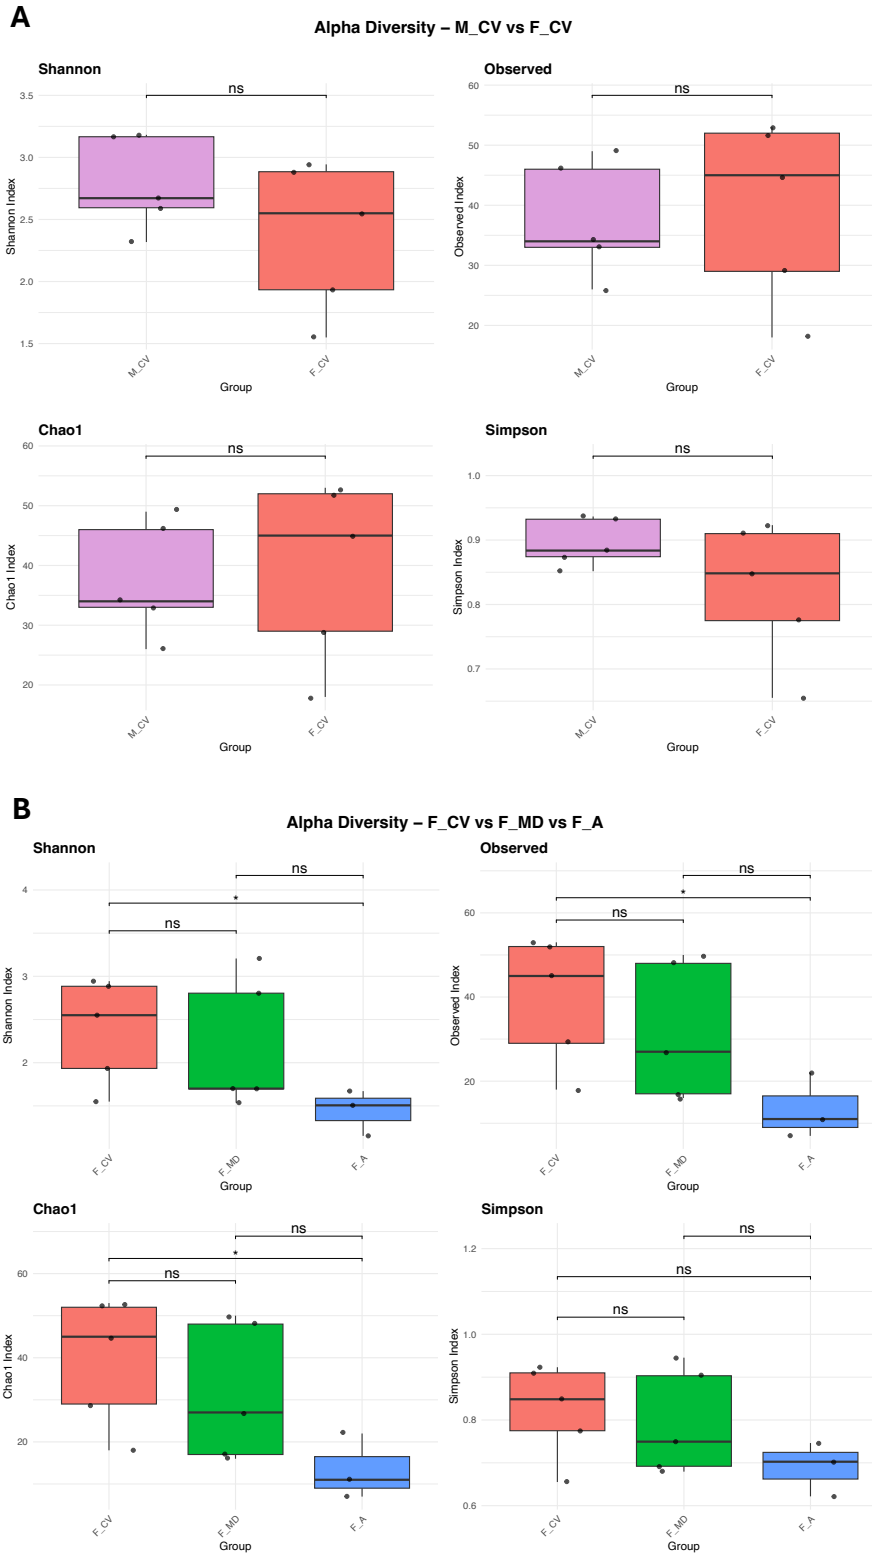 A
Alpha Diversity – M_CV vs F_CV
Shannon
3.5
3.0
2.5
2.0
1.5
Shannon Index
ns
M_CV
F_CV
Group
Observed
60
50
40
30
20
Observed Index
ns
M_CV
F_CV
Group
Chao1
60
50
40
30
20
Chao1 Index
ns
M_CV
F_CV
Group
Simpson
1.0
0.9
0.8
0.7
Simpson Index
ns
M_CV
F_CV
Group
B
Alpha Diversity – F_CV vs F_MD vs F_A
Shannon
4
3
2
Shannon Index
ns
*
ns
F_CV
F_MD
F_A
Group
Observed
60
40
20
Observed Index
ns
*
ns
F_CV
F_MD
F_A
Group
Chao1
60
40
20
Chao1 Index
ns
*
ns
F_CV
F_MD
F_A
Group
Simpson
1.2
1.0
0.8
0.6
Simpson Index
ns
ns
ns
F_CV
F_MD
F_A
Group